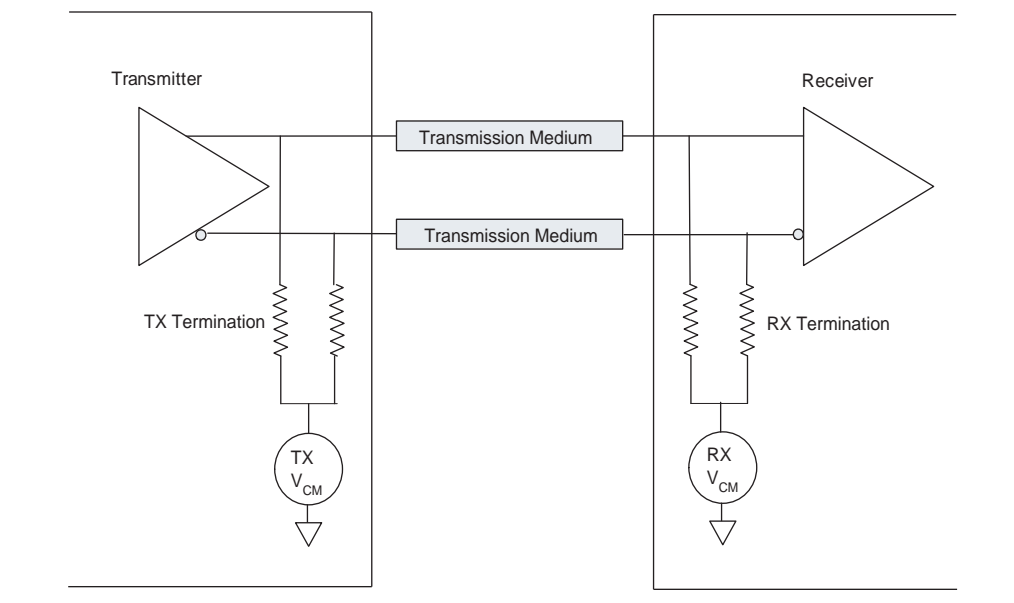 Transmitter
Receiver
Transmission Medium
Transmission Medium
TX Termination
RX Termination
TX
VCM
RX
VCM